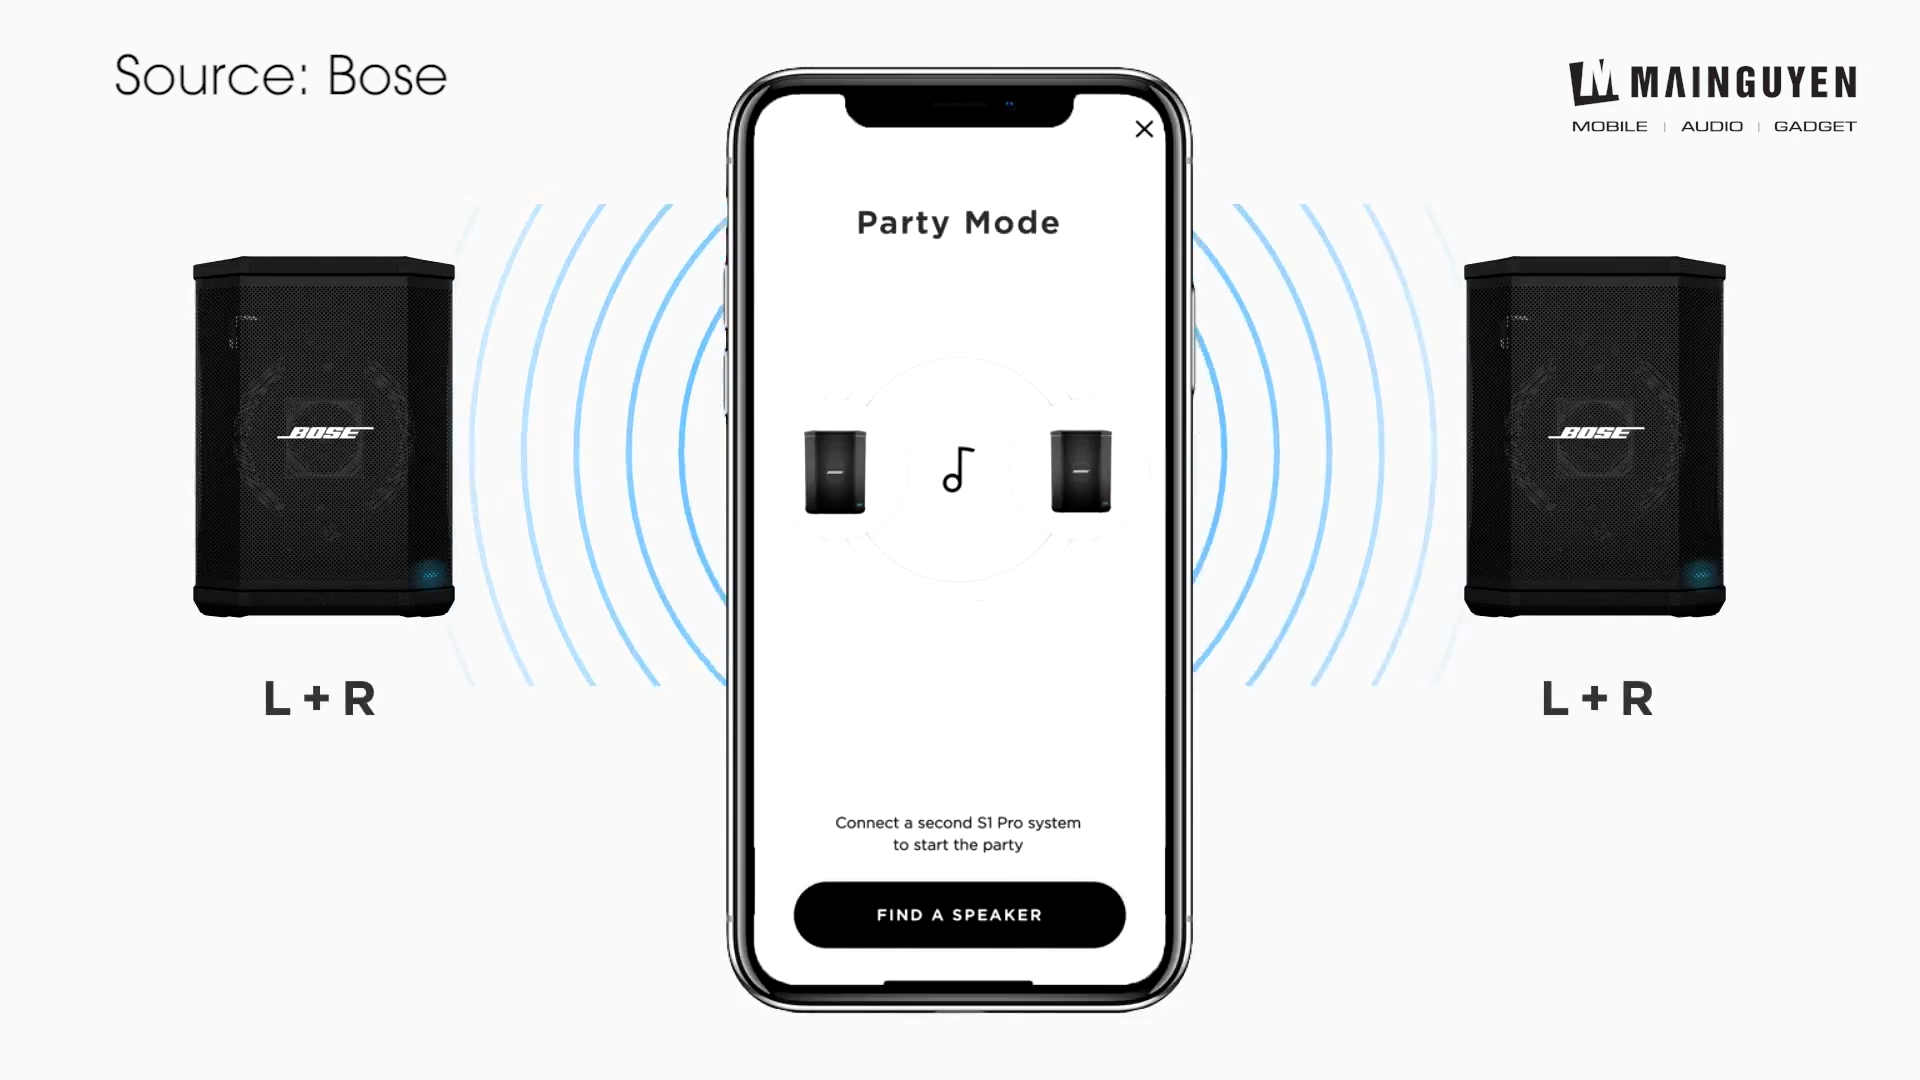 Source: Bose
MAINGUYEN
MOBILE | AUDIO | GADGET
Party Mode
BOSE
BOSE
L + R
L + R
Connect a second S1 Pro system
to start the party
FIND A SPEAKER